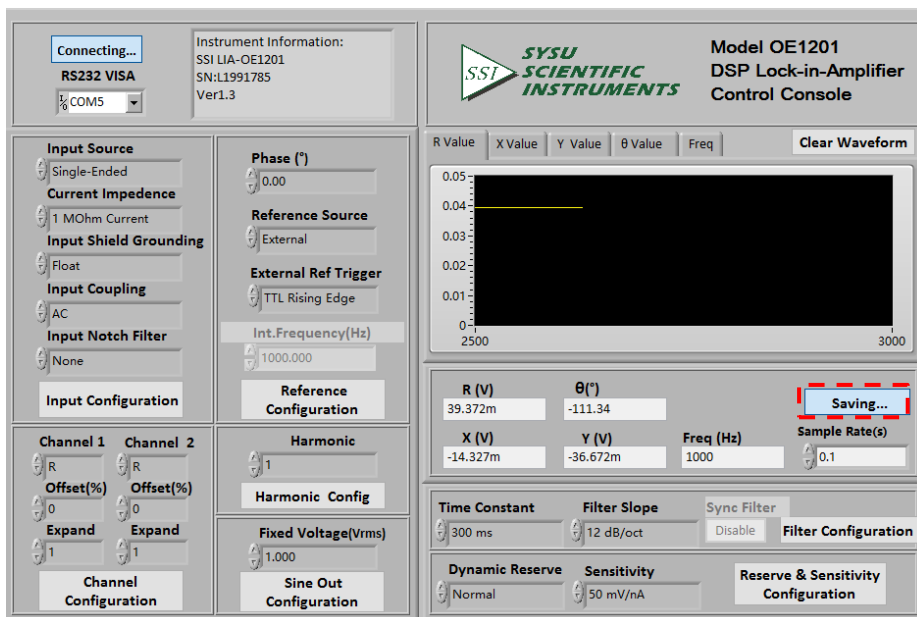 Connecting...
RS232 VISA
COM5
Instrument Information:
SSI LIA-OE1201
SN:L1991785
Ver1.3
SSI
SYSU
SCIENTIFIC
INSTRUMENTS
Model OE1201
DSP Lock-in-Amplifier
Control Console
Input Source
Single-Ended
Current Impedence
1 MOhm Current
Input Shield Grounding
Float
Input Coupling
AC
Input Notch Filter
None
Input Configuration
Phase (°)
0.00
Reference Source
External
External Ref Trigger
TTL Rising Edge
Int.Frequency(Hz)
1000.000
Reference
Configuration
R Value X Value Y Value θ Value Freq Clear Waveform
0.05
0.04
0.03
0.02
0.01
0
2500 3000
R (V) θ(°)
39.372m -111.34 Saving...
X (V) Y (V) Freq (Hz) Sample Rate(s)
-14.327m -36.672m 1000 0.1
Channel 1 Channel 2
R R
Offset(%) Offset(%)
0 0
Expand Expand
1 1
Channel
Configuration
Harmonic
1
Harmonic Config
Fixed Voltage(Vrms)
1.000
Sine Out
Configuration
Time Constant Filter Slope Sync Filter
300 ms 12 dB/oct Disable Filter Configuration
Dynamic Reserve Sensitivity Reserve & Sensitivity
Normal 50 mV/nA Configuration